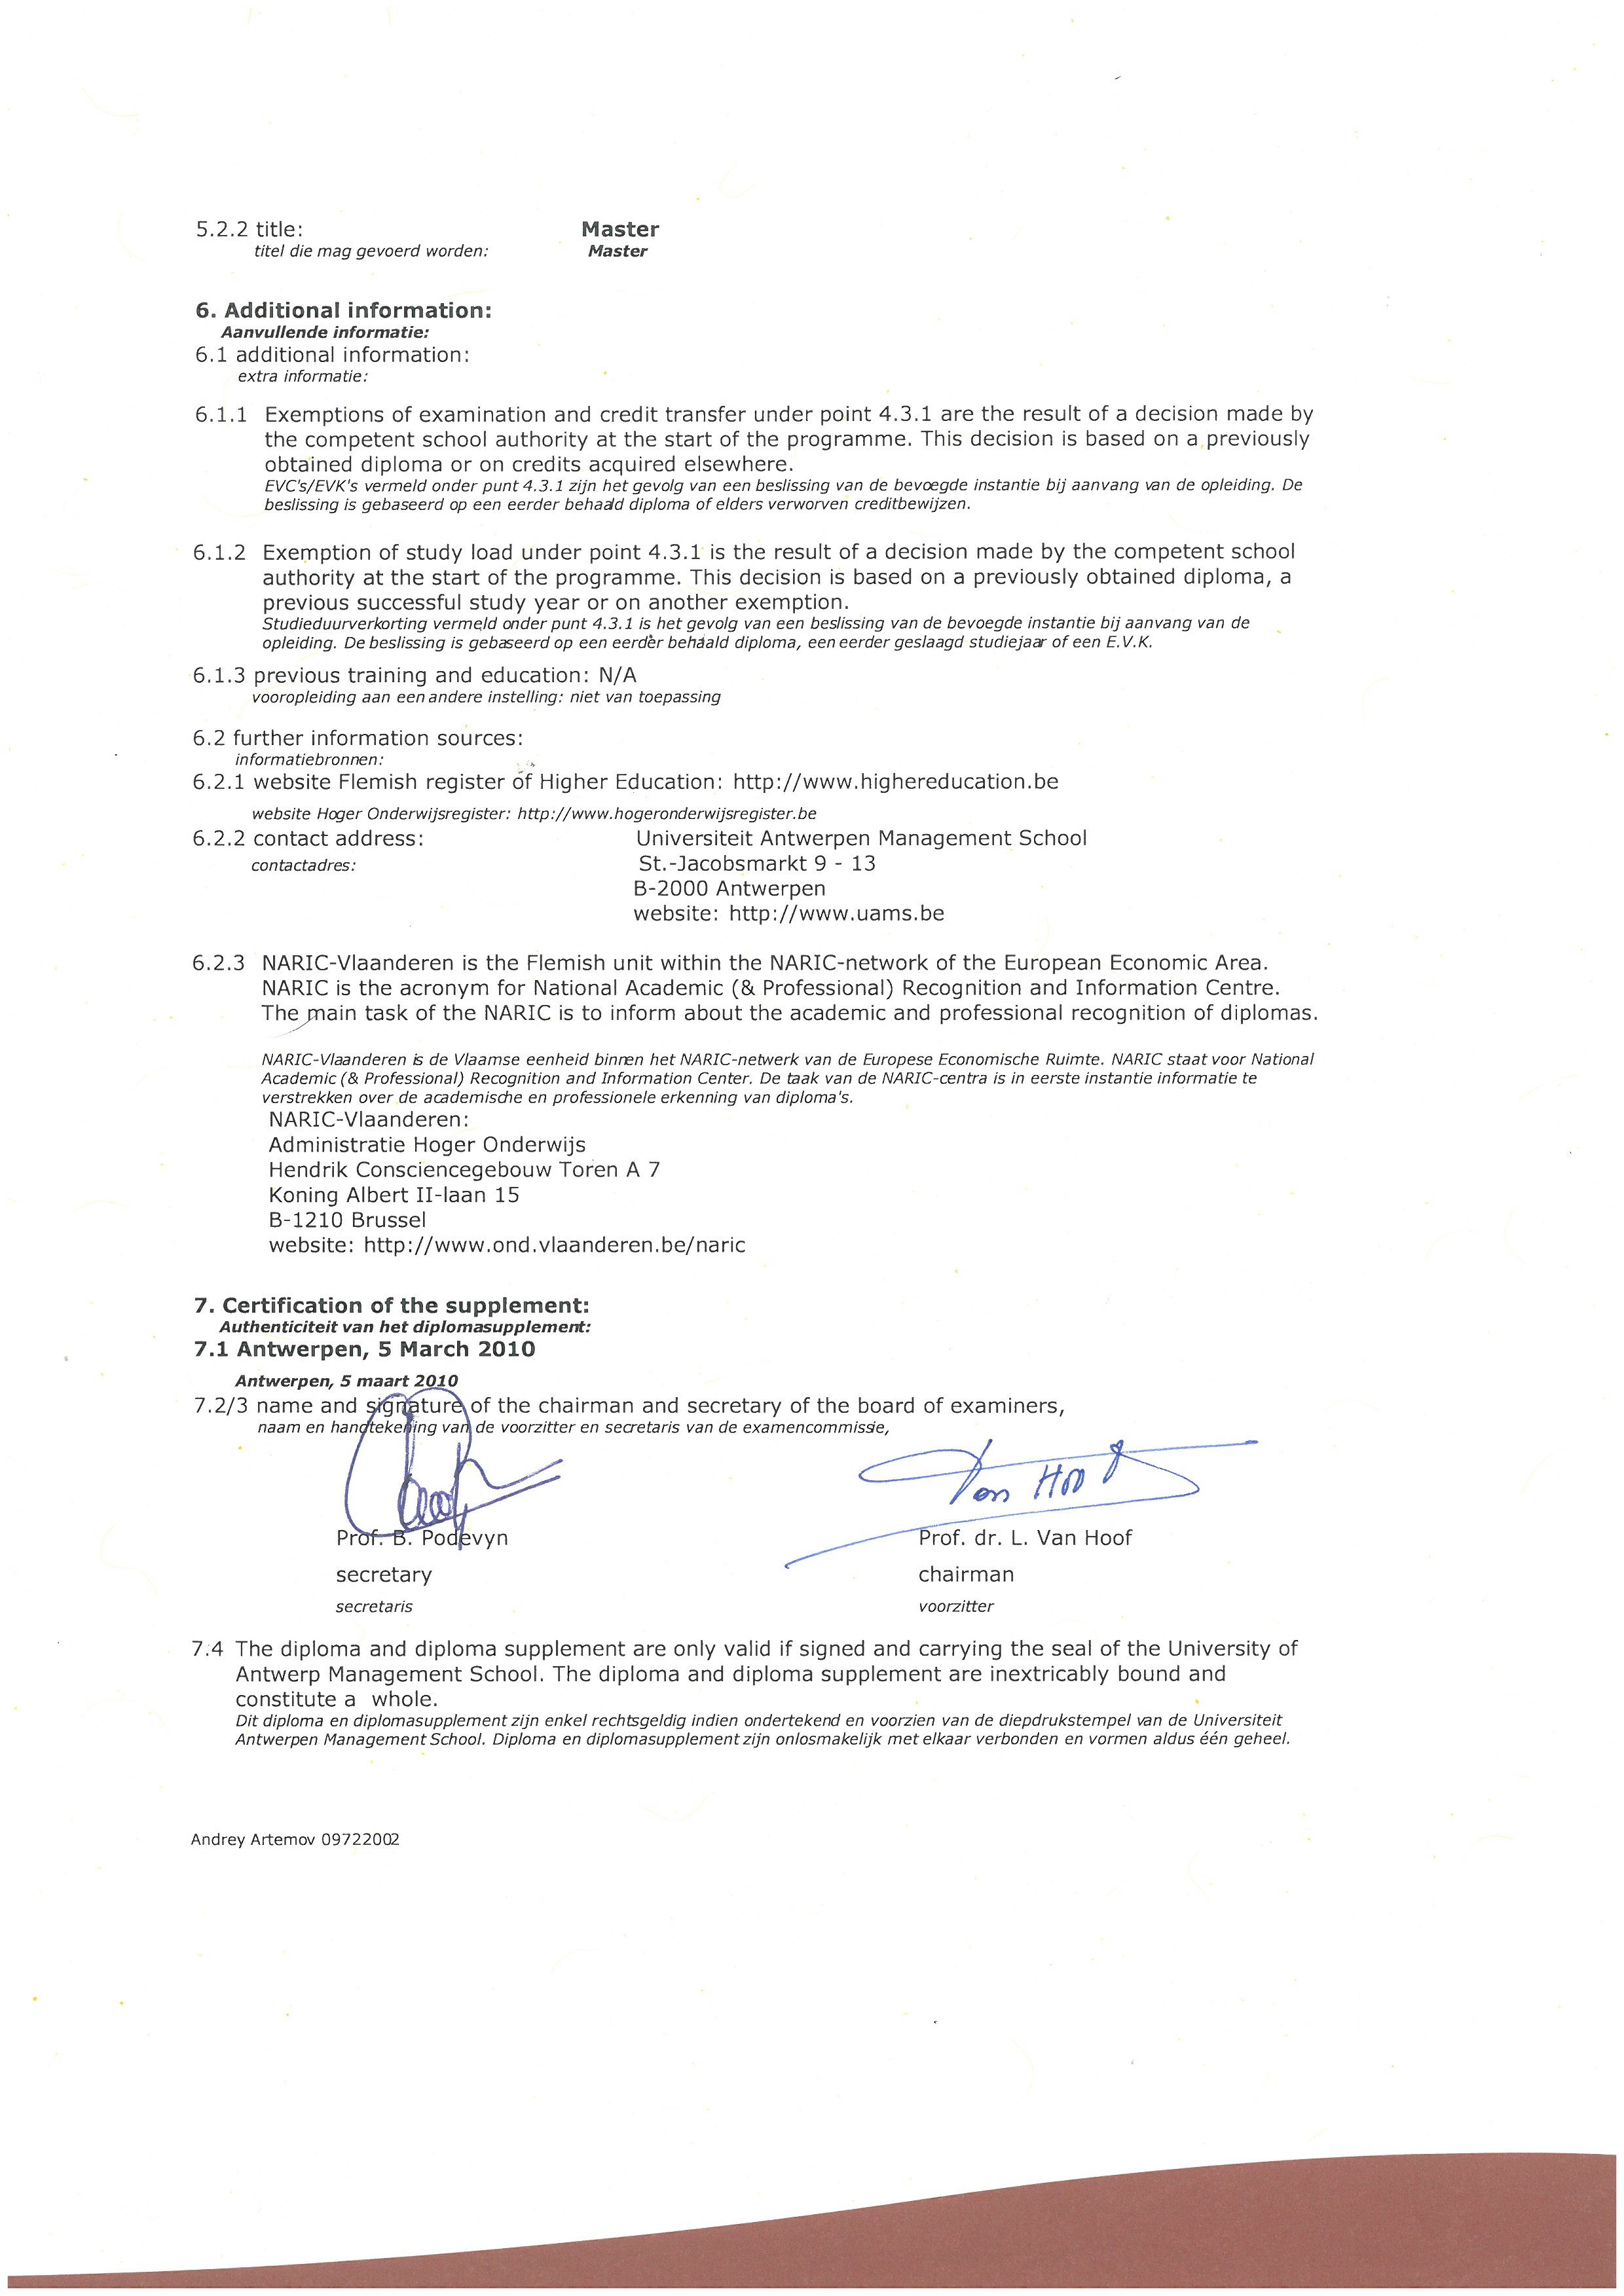 5.2.2 title: Master
titel die mag gevoerd worden: Master
6. Additional information:
Aanvullende informatie:
6.1 additional information:
extra informatie:
6.1.1 Exemptions of examination and credit transfer under point 4.3.1 are the result of a decision made by
the competent school authority at the start of the programme. This decision is based on a previously
obtained diploma or on credits acquired elsewhere.
EVC's/EVK's vermeld onder punt 4.3.1 zijn het gevolg van een beslissing van de bevoegde instantie bij aanvang van de opleiding. De
beslissing is gebaseerd op een eerder behaald diploma of elders verworven creditbewijzen.
6.1.2 Exemption of study load under point 4.3.1 is the result of a decision made by the competent school
authority at the start of the programme. This decision is based on a previously obtained diploma, a
previous successful study year or on another exemption.
Studieduurverkorting vermeld onder punt 4.3.1 is het gevolg van een beslissing van de bevoegde instantie bij aanvang van de
opleiding. De beslissing is gebaseerd op een eerder behaald diploma, een eerder geslaagd studiejaar of een E.V.K.
6.1.3 previous training and education: N/A
vooropleiding aan een andere instelling: niet van toepassing
6.2 further information sources:
informatiebronnen:
6.2.1 website Flemish register of Higher Education: http://www.highereducation.be
website Hoger Onderwijsregister: http://www.hogeronderwijsregister.be
6.2.2 contact address: Universiteit Antwerpen Management School
contactadres: St.-Jacobsmarkt 9 - 13
B-2000 Antwerpen
website: http://www.uams.be
6.2.3 NARIC-Vlaanderen is the Flemish unit within the NARIC-network of the European Economic Area.
NARIC is the acronym for National Academic (& Professional) Recognition and Information Centre.
The main task of the NARIC is to inform about the academic and professional recognition of diplomas.
NARIC-Vlaanderen is de Vlaamse eenheid binnen het NARIC-netwerk van de Europese Economische Ruimte. NARIC staat voor National
Academic (& Professional) Recognition and Information Center. De taak van de NARIC-centra is in eerste instantie informatie te
verstrekken over de academische en professionele erkenning van diploma's.
NARIC-Vlaanderen:
Administratie Hoger Onderwijs
Hendrik Consciencegebouw Toren A 7
Koning Albert II-laan 15
B-1210 Brussel
website: http://www.ond.vlaanderen.be/naric
7. Certification of the supplement:
Authenticiteit van het diplomasupplement:
7.1 Antwerpen, 5 March 2010
Antwerpen, 5 maart 2010
7.2/3 name and signature of the chairman and secretary of the board of examiners,
naam en handtekening van de voorzitter en secretaris van de examencommissie,
Van Hoof
Prof. B. Podevyn Prof. dr. L. Van Hoof
secretary chairman
secretaris voorzitter
7.4 The diploma and diploma supplement are only valid if signed and carrying the seal of the University of
Antwerp Management School. The diploma and diploma supplement are inextricably bound and
constitute a whole.
Dit diploma en diplomasupplement zijn enkel rechtsgeldig indien ondertekend en voorzien van de diepdrukstempel van de Universiteit
Antwerpen Management School. Diploma en diplomasupplement zijn onlosmakelijk met elkaar verbonden en vormen aldus één geheel.
Andrey Artemov 09722002